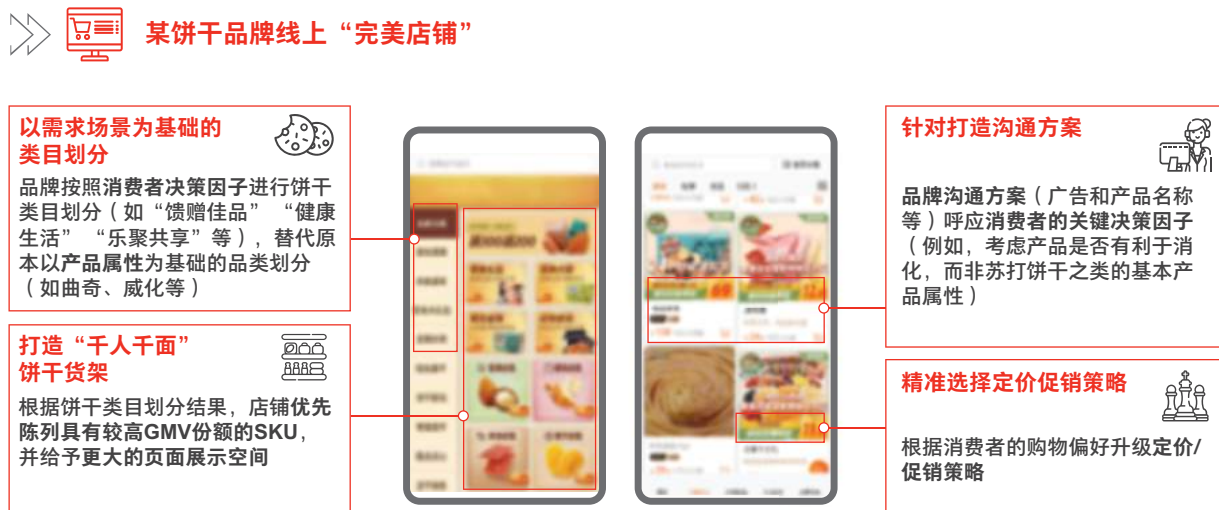 某饼干品牌线上“完美店铺”
以需求场景为基础的
类目划分
品牌按照消费者决策因子进行饼干
类目划分（如“馈赠佳品”“健康
生活”“乐聚共享”等），替代原
本以产品属性为基础的品类划分
（如曲奇、威化等）
打造“千人千面”
饼干货架
根据饼干类目划分结果，店铺优先
陈列具有较高GMV份额的SKU，
并给予更大的页面展示空间
针对打造沟通方案
品牌沟通方案（广告和产品名称
等）呼应消费者的关键决策因子
（例如，考虑产品是否有利于消
化，而非苏打饼干之类的基本产
品属性）
精准选择定价促销策略
根据消费者的购物偏好升级定价/
促销策略